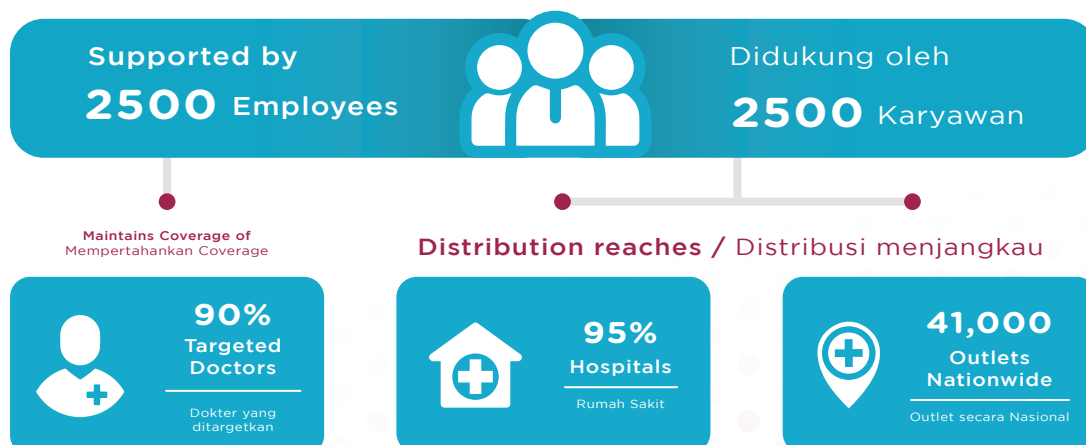 Supported by
2500 Employees
Didukung oleh
2500 Karyawan
Maintains Coverage of
Mempertahankan Coverage
Distribution reaches / Distribusi menjangkau
90%
Targeted
Doctors
Dokter yang
ditargetkan
95%
Hospitals
Rumah Sakit
41,000
Outlets
Nationwide
Outlet secara Nasional